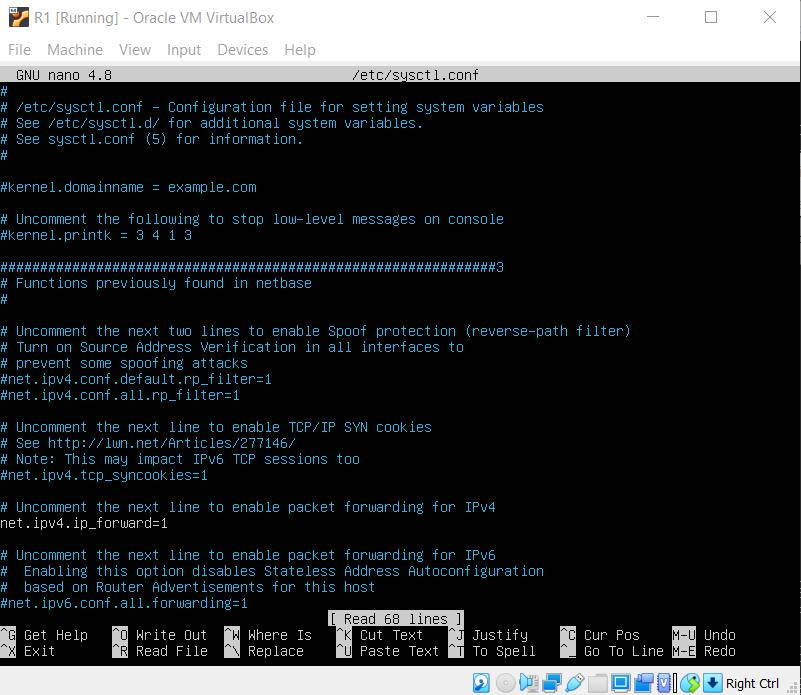 R1 [Running] - Oracle VM VirtualBox
File Machine View Input Devices Help
GNU nano 4.8 /etc/sysctl.conf
#
# /etc/sysctl.conf - Configuration file for setting system variables
# See /etc/sysctl.d/ for additional system variables.
# See sysctl.conf (5) for information.
#
#kernel.domainname = example.com
# Uncomment the following to stop low-level messages on console
#kernel.printk = 3 4 1 3
##############################################################3
# Functions previously found in netbase
#
# Uncomment the next two lines to enable Spoof protection (reverse-path filter)
# Turn on Source Address Verification in all interfaces to
# prevent some spoofing attacks
#net.ipv4.conf.default.rp_filter=1
#net.ipv4.conf.all.rp_filter=1
# Uncomment the next line to enable TCP/IP SYN cookies
# See http://lwn.net/Articles/277146/
# Note: This may impact IPv6 TCP sessions too
#net.ipv4.tcp_syncookies=1
# Uncomment the next line to enable packet forwarding for IPv4
net.ipv4.ip_forward=1
# Uncomment the next line to enable packet forwarding for IPv6
#  Enabling this option disables Stateless Address Autoconfiguration
#  based on Router Advertisements for this host
#net.ipv6.conf.all.forwarding=1
[ Read 68 lines ]
^G Get Help ^O Write Out ^W Where Is ^K Cut Text ^J Justify ^C Cur Pos M-U Undo
^X Exit ^R Read File ^\ Replace ^U Paste Text ^T To Spell ^_ Go To Line M-E Redo
Right Ctrl